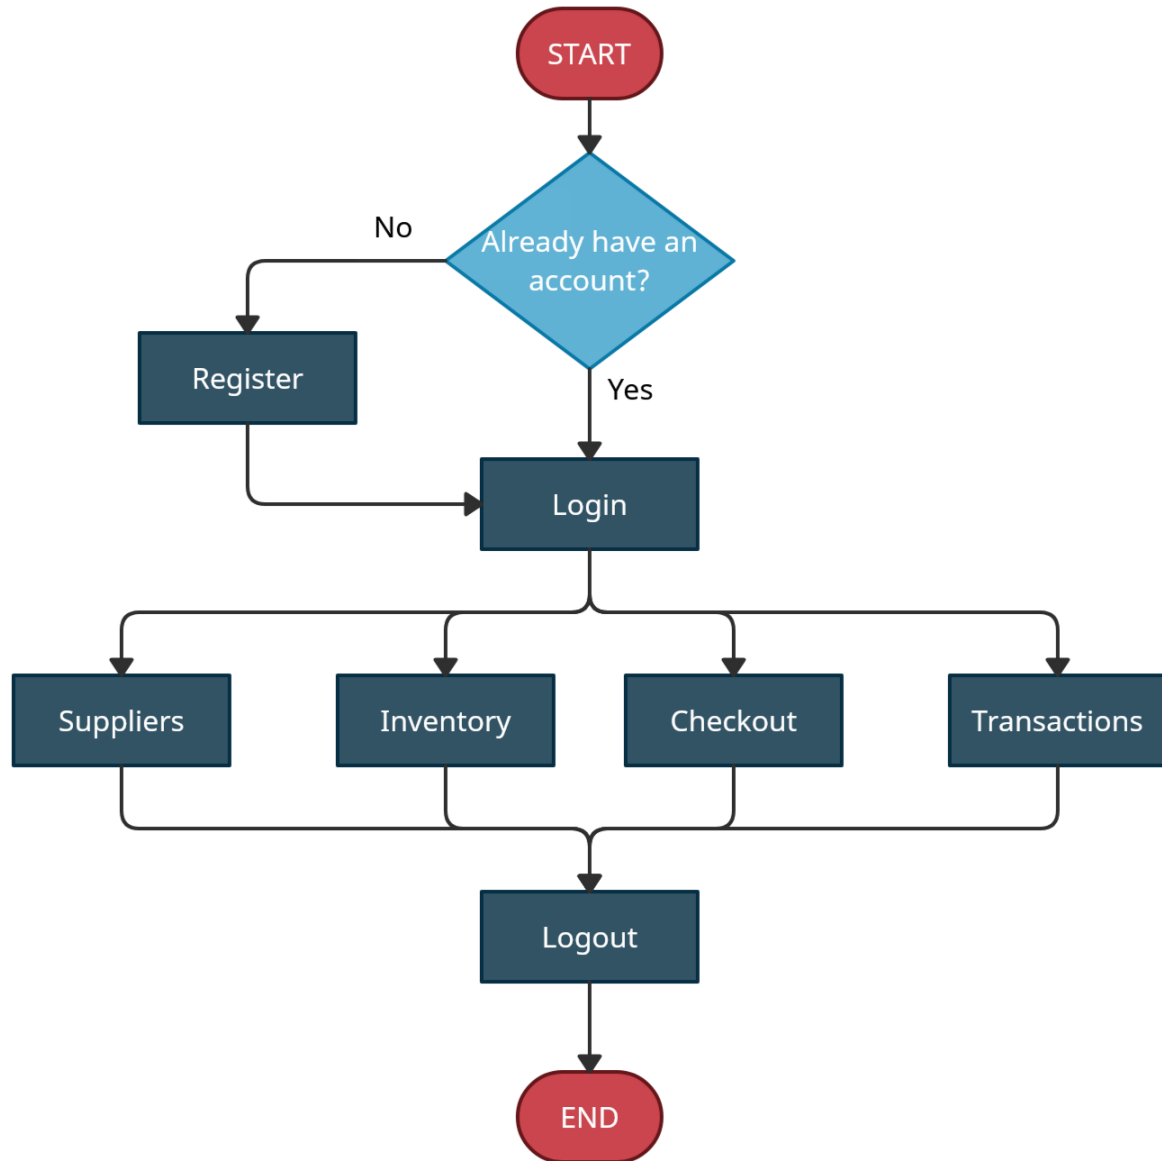 START
No
Already have an
account?
Register
Yes
Login
Suppliers
Inventory
Checkout
Transactions
Logout
END